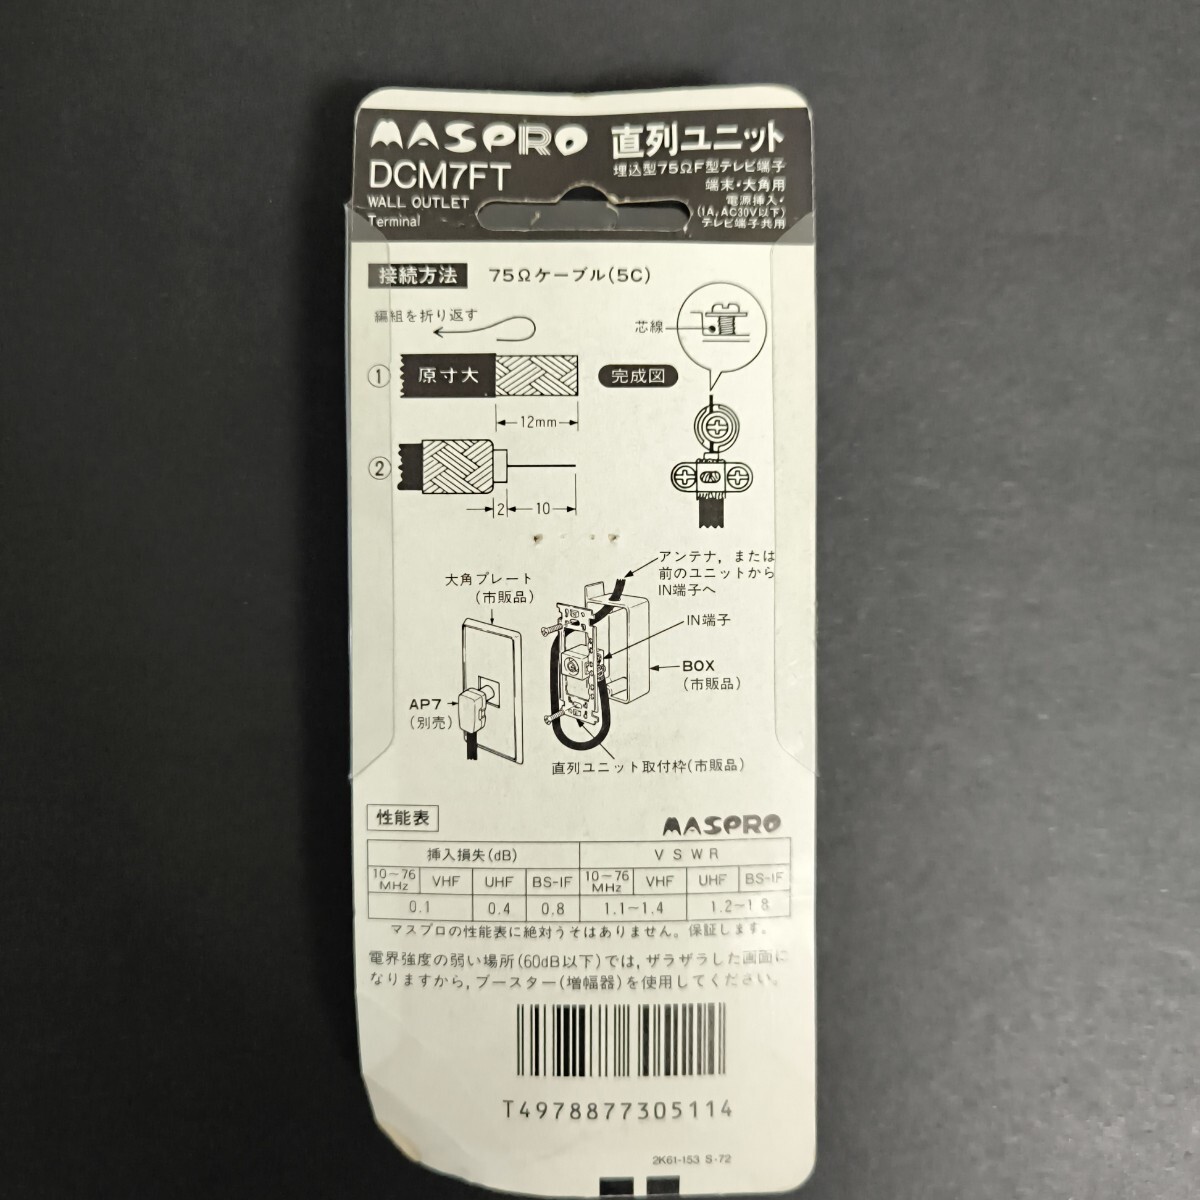 MASPRO 直列ユニット
DCM7FT 埋込型75ΩF型テレビ端子
端末・大角用
WALL OUTLET 電源挿入・
Terminal (1A, AC30V以下)
テレビ端子共用
接続方法 75Ωケーブル(5C)
編組を折り返す
芯線
① 原寸大 完成図
12mm
②
2 10
アンテナ, または
前のユニットから
IN端子へ
大角プレート
(市販品)
IN端子
BOX
(市販品)
AP7
(別売)
直列ユニット取付枠(市販品)
性能表 MASPRO
挿入損失(dB) VSWR
10~76 MHz VHF UHF BS-IF 10~76 MHz VHF UHF BS-IF
0.1 0.4 0.8 1.1~1.4 1.2~1.8
マスプロの性能表に絶対うそはありません。保証します。
電界強度の弱い場所(60dB以下)では, ザラザラした画面に
なりますから, ブースター(増幅器)を使用してください。
T4978877305114
2K61-153 S-72